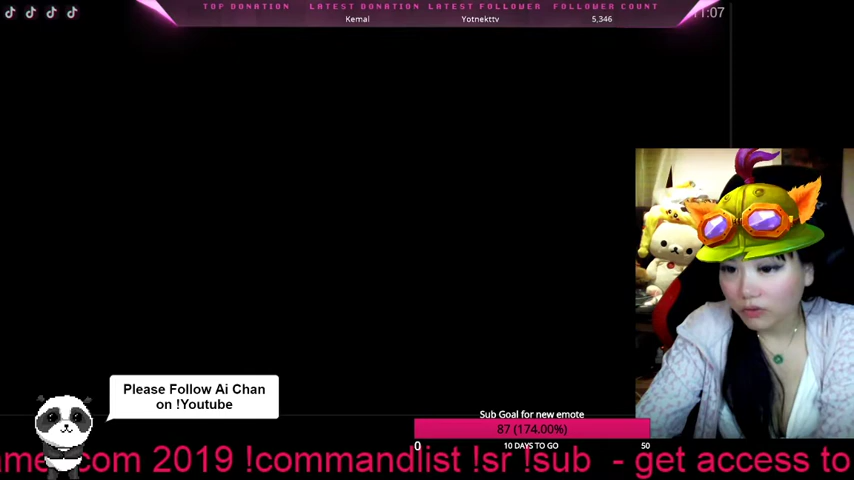 TOP DONATION LATEST DONATION LATEST FOLLOWER FOLLOWER COUNT
Kemal Yotnekttv 5,346
1:07
Please Follow Ai Chan
on !Youtube
Sub Goal for new emote
87 (174.00%)
0 10 DAYS TO GO 50
.com 2019 !commandlist !sr !sub - get access to